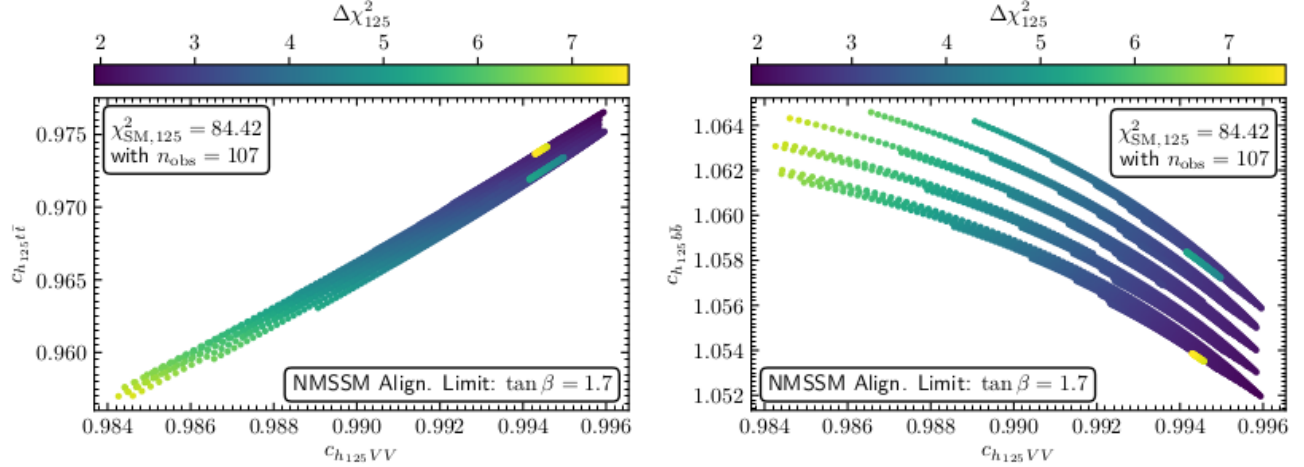 Δχ²₁₂₅
2 3 4 5 6 7
χ²SM,125 = 84.42
with nobs = 107
0.975
0.970
0.965
0.960
c h₁₂₅tt̄
NMSSM Align. Limit: tan β = 1.7
0.984 0.986 0.988 0.990 0.992 0.994 0.996
c h₁₂₅VV
Δχ²₁₂₅
2 3 4 5 6 7
χ²SM,125 = 84.42
with nobs = 107
1.064
1.062
1.060
1.058
1.056
1.054
1.052
c h₁₂₅bb̄
NMSSM Align. Limit: tan β = 1.7
0.984 0.986 0.988 0.990 0.992 0.994 0.996
c h₁₂₅VV